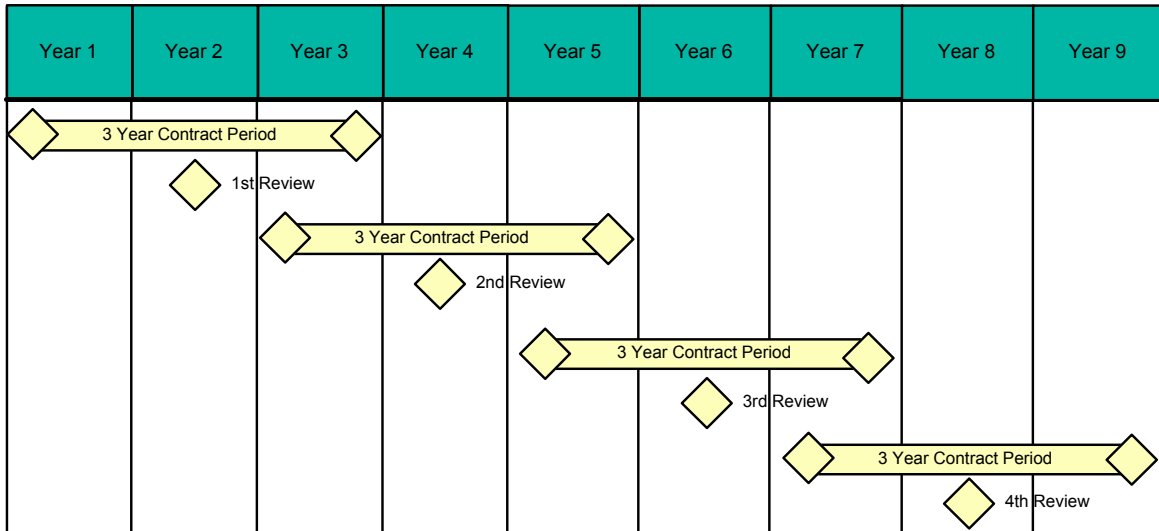 Year 1 Year 2 Year 3 Year 4 Year 5 Year 6 Year 7 Year 8 Year 9
3 Year Contract Period
1st Review
3 Year Contract Period
2nd Review
3 Year Contract Period
3rd Review
3 Year Contract Period
4th Review